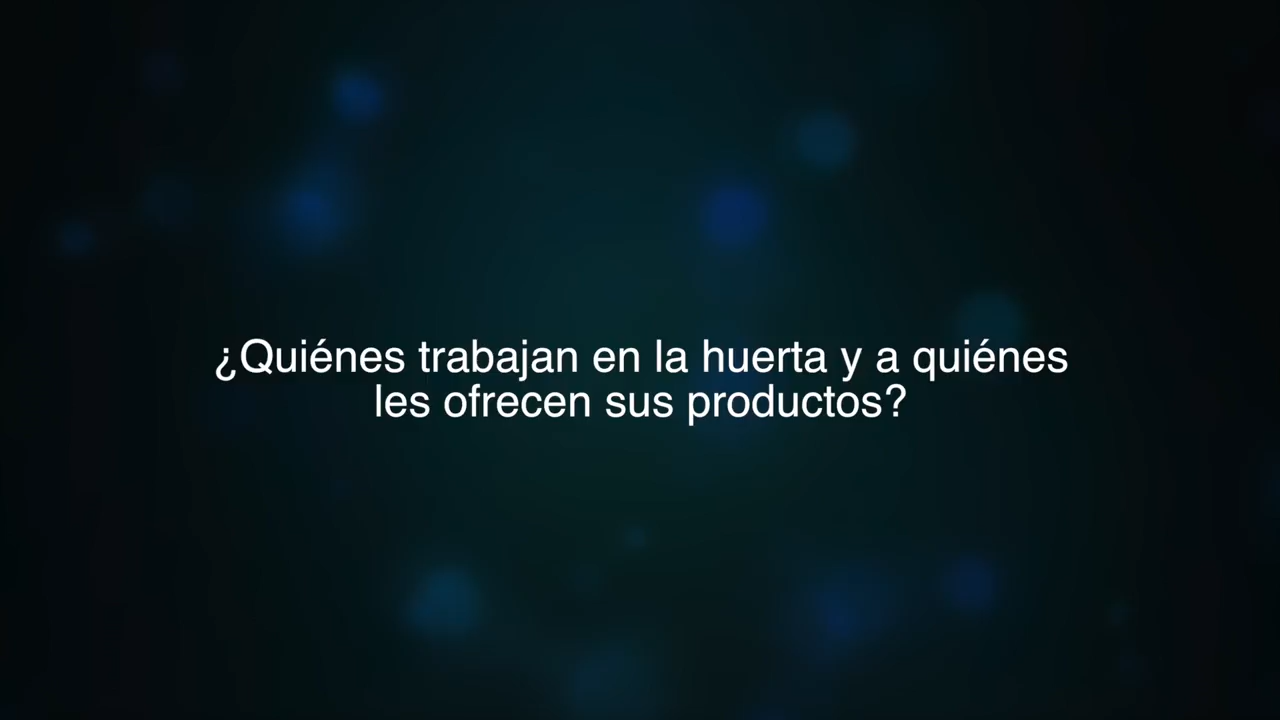 ¿Quiénes trabajan en la huerta y a quiénes
les ofrecen sus productos?